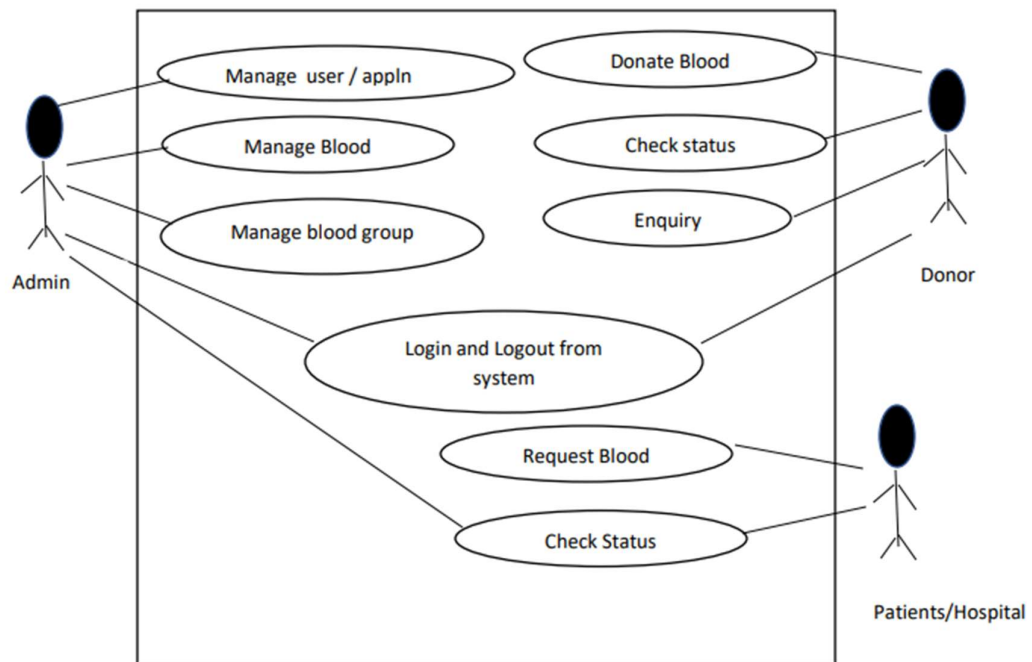 Manage user / appln
Donate Blood
Manage Blood
Check status
Manage blood group
Enquiry
Admin
Donor
Login and Logout from
system
Request Blood
Check Status
Patients/Hospital